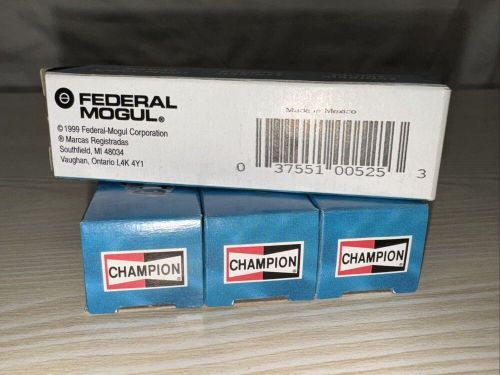 FEDERAL
MOGUL®
©1999 Federal-Mogul Corporation
® Marcas Registradas
Southfield, MI 48034
Vaughan, Ontario L4K 4Y1
Made in Mexico
0 37551 00525 3
CHAMPION®
CHAMPION®
CHAMPION®